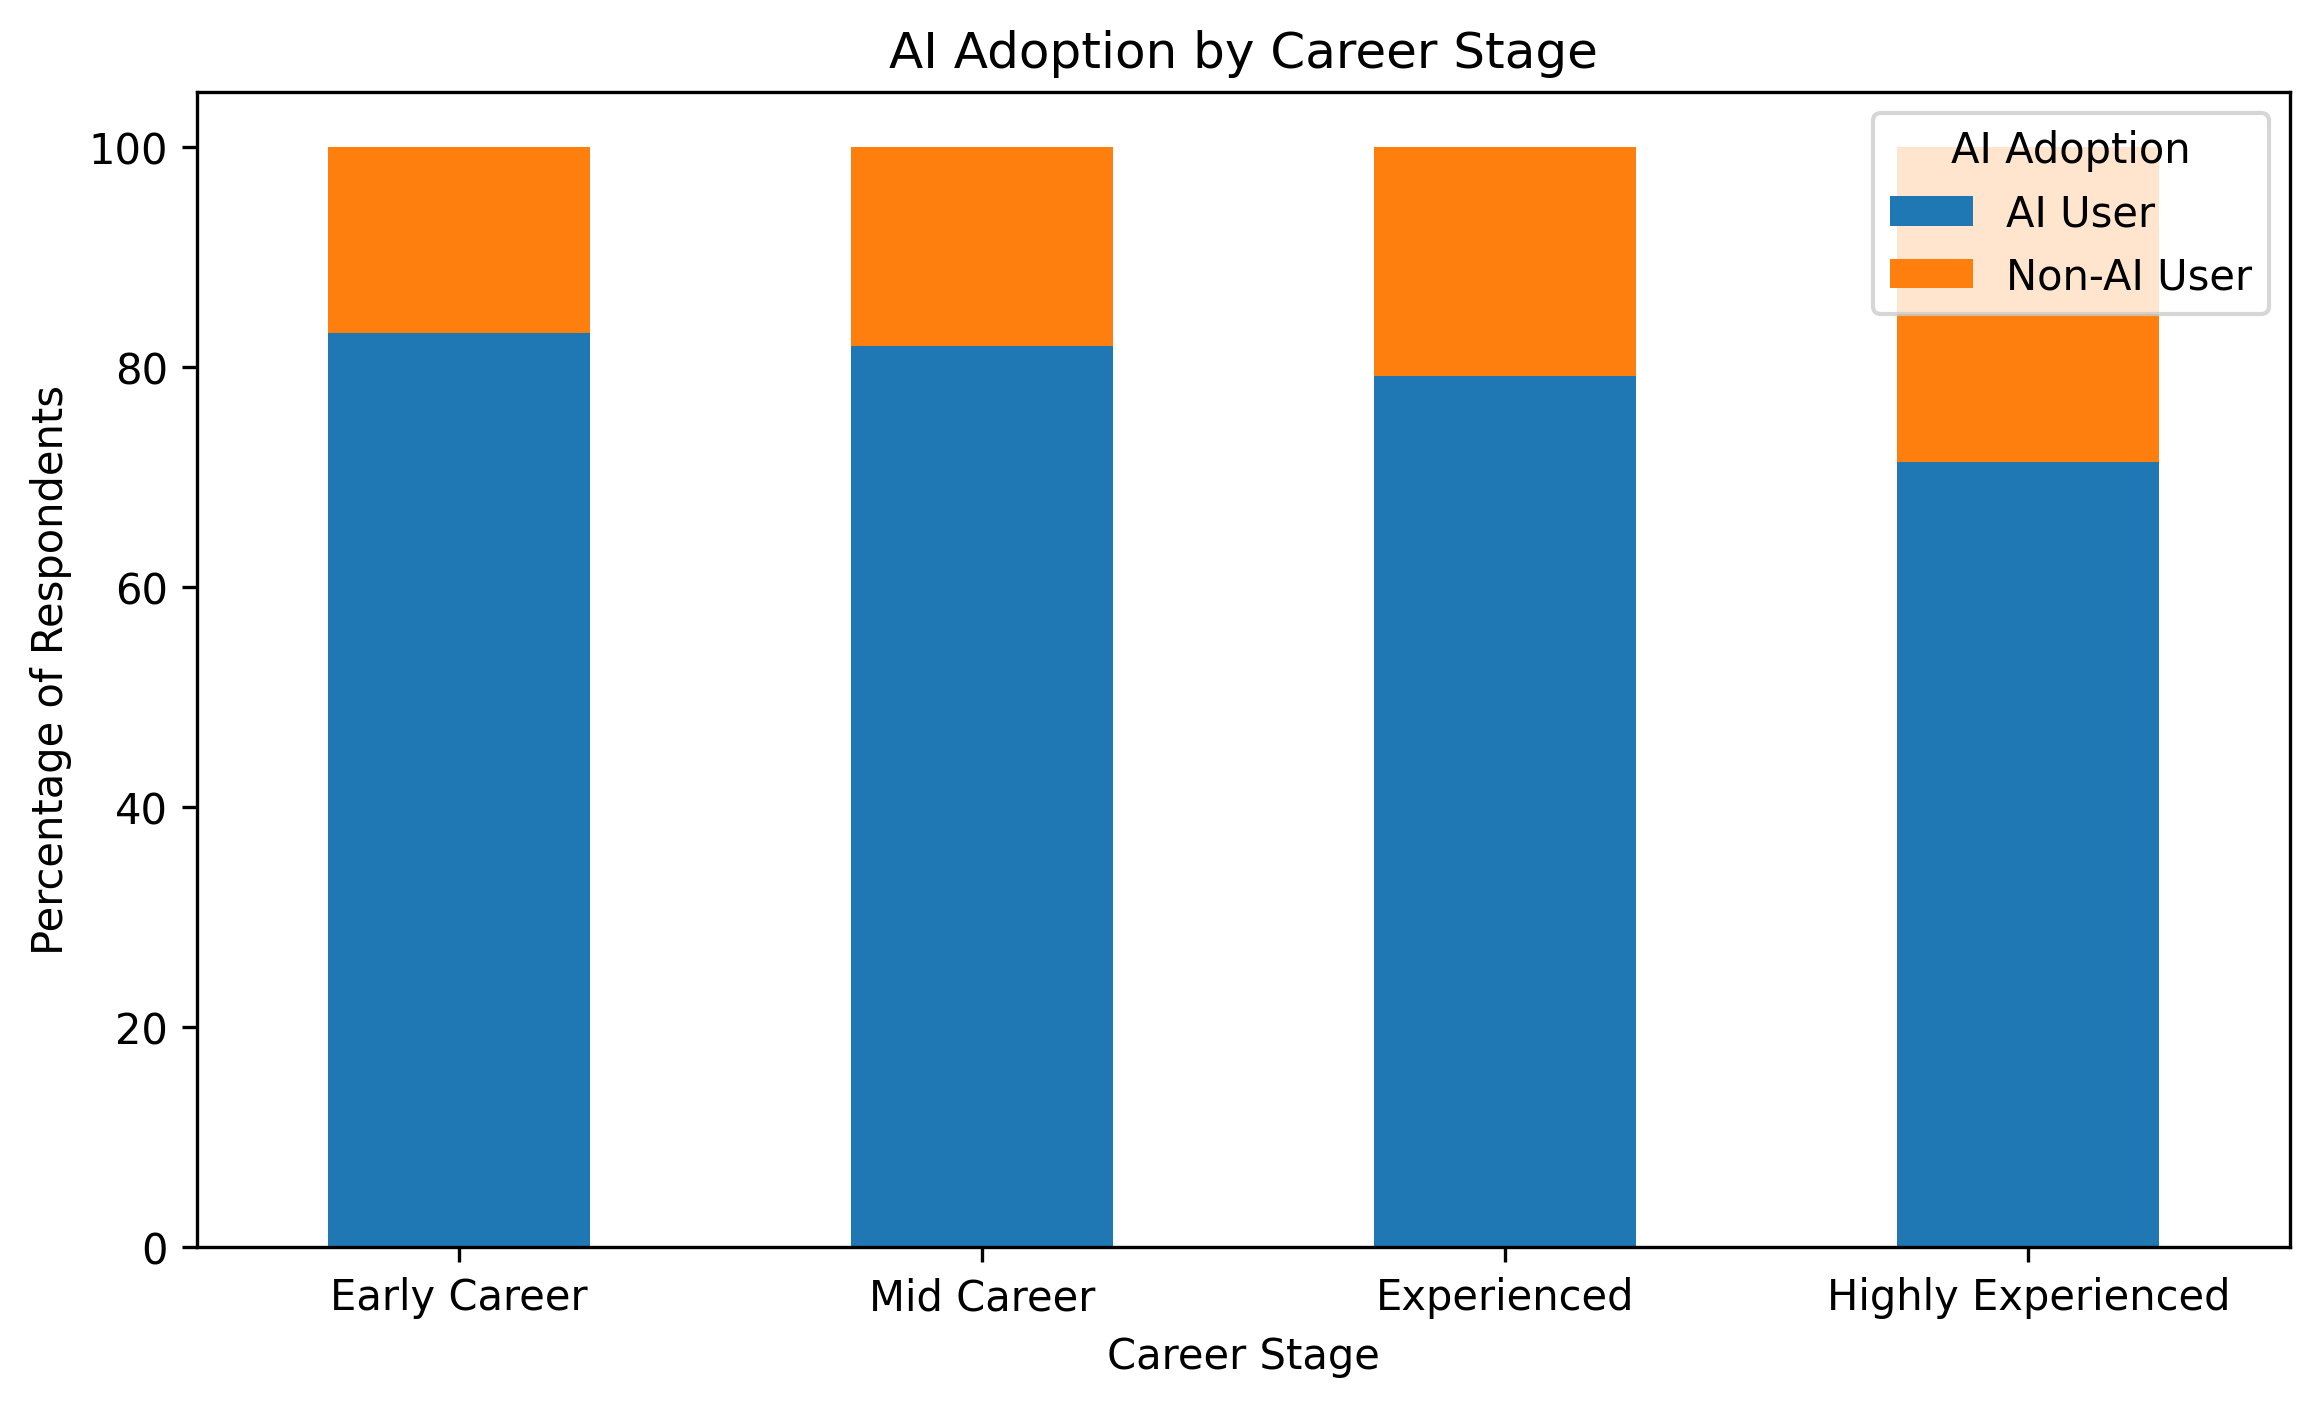 AI Adoption by Career Stage
AI Adoption
AI User
Non-AI User
Percentage of Respondents
100
80
60
40
20
0
Early Career
Mid Career
Experienced
Highly Experienced
Career Stage